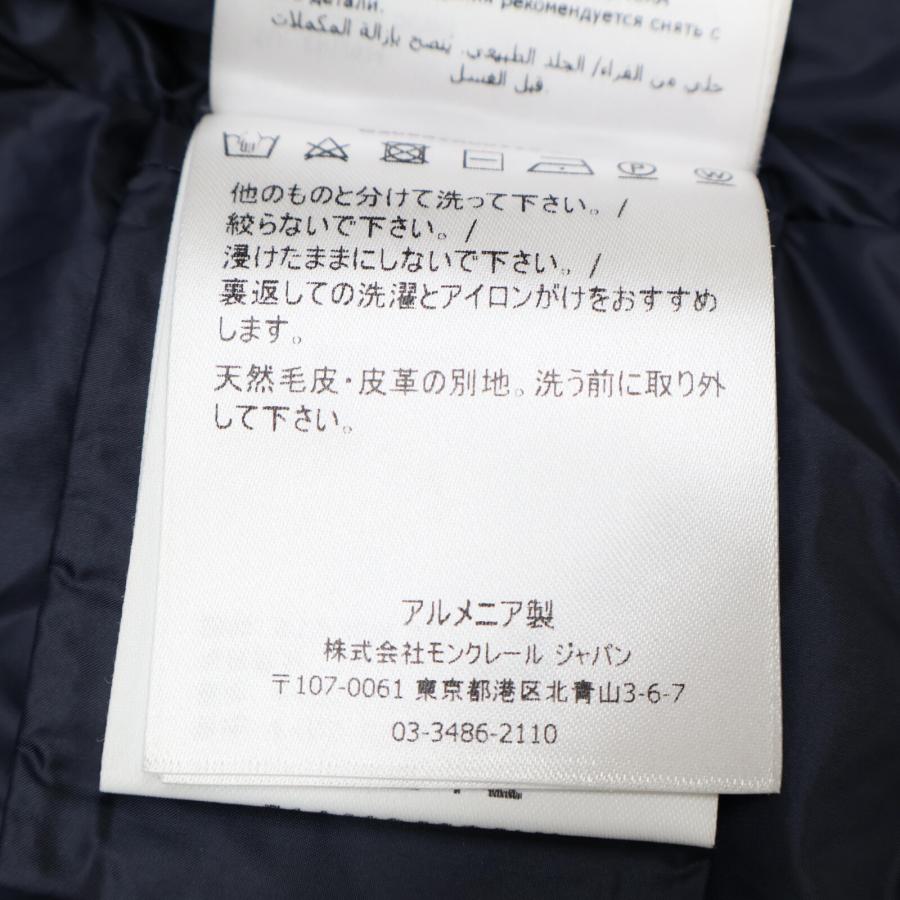 рекомендуется снять с
детали.
حلي من الفراء/ الجلد الطبيعي. يُنصح بإزالة المكملات
قبل الغسل.
P
W
他のものと分けて洗って下さい。/
絞らないで下さい。/
浸けたままにしないで下さい。/
裏返しての洗濯とアイロンがけをおすすめ
します。
天然毛皮・皮革の別地。洗う前に取り外
して下さい。
アルメニア製
株式会社モンクレール ジャパン
〒107-0061 東京都港区北青山3-6-7
03-3486-2110